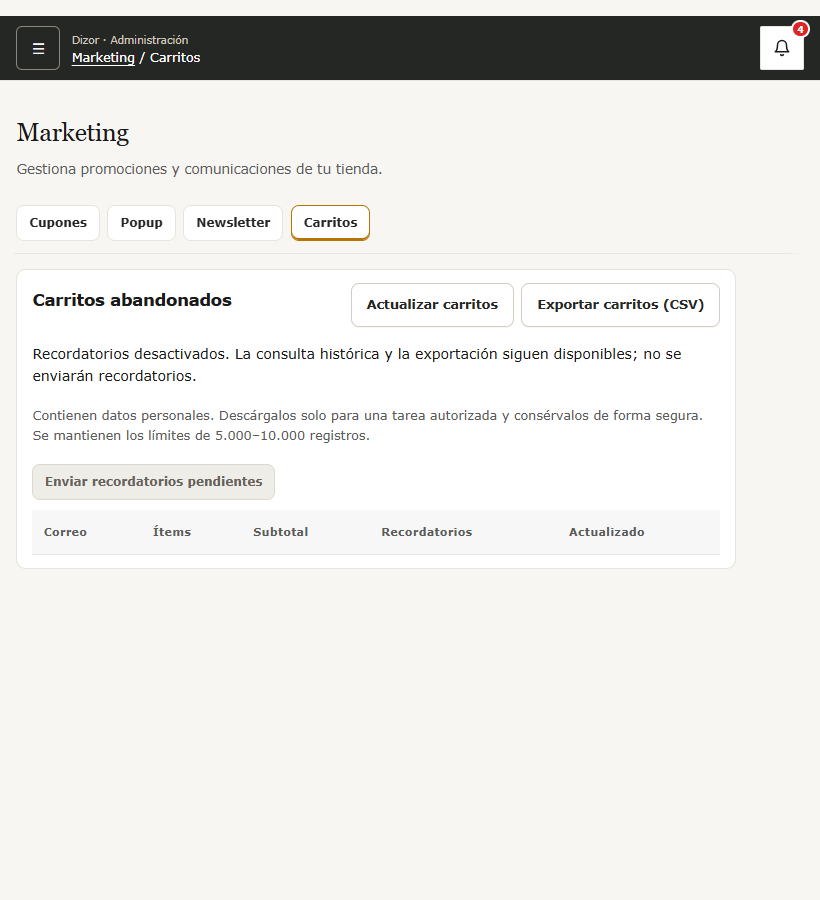 Dizor · Administración
Marketing / Carritos
4
Marketing
Gestiona promociones y comunicaciones de tu tienda.
Cupones
Popup
Newsletter
Carritos
Carritos abandonados
Actualizar carritos
Exportar carritos (CSV)
Recordatorios desactivados. La consulta histórica y la exportación siguen disponibles; no se
enviarán recordatorios.
Contienen datos personales. Descárgalos solo para una tarea autorizada y consérvalos de forma segura.
Se mantienen los límites de 5.000–10.000 registros.
Enviar recordatorios pendientes
Correo Ítems Subtotal Recordatorios Actualizado